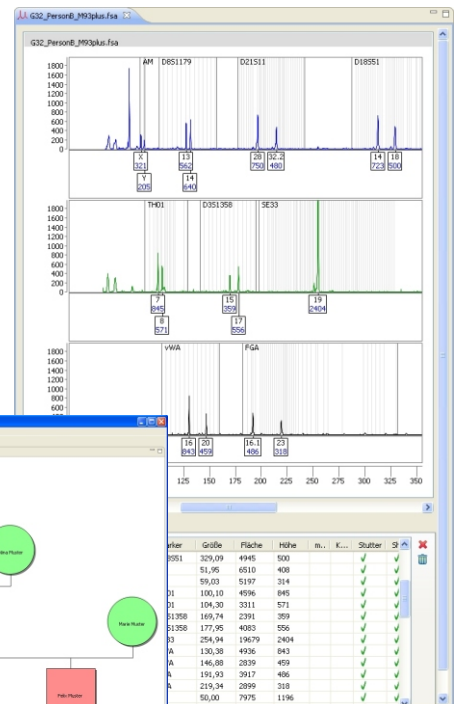 G32_PersonB_M93plus.fsa
G32_PersonB_M93plus.fsa
AM D8S1179 D21S11 D18S51
1800
1600
1400
1200
1000
800
600
400
200
0
X 13 28 32.2 14 18
321 562 750 480 723 500
Y 14
205 640
TH01 D3S1358 SE33
1800
1600
1400
1200
1000
800
600
400
200
0
7 15 19
845 359 2404
8 17
571 556
vWA FGA
1800
1600
1400
1200
1000
800
600
16 20 16.1 23
843 459 486 318
125 150 175 200 225 250 275 300 325 350
arker Größe Fläche Höhe m.. K... Stutter
8S51 329,09 4945 500
51,95 6510 408
59,03 5197 314
01 100,10 4596 845
01 104,30 3311 571
S1358 169,74 2391 359
S1358 177,95 4083 556
33 254,94 19679 2404
A 130,38 4936 843
A 146,88 2839 459
A 191,93 3917 486
A 219,34 2899 318
50,00 7975 1196
Muster
Marie Muster
Felix Muster